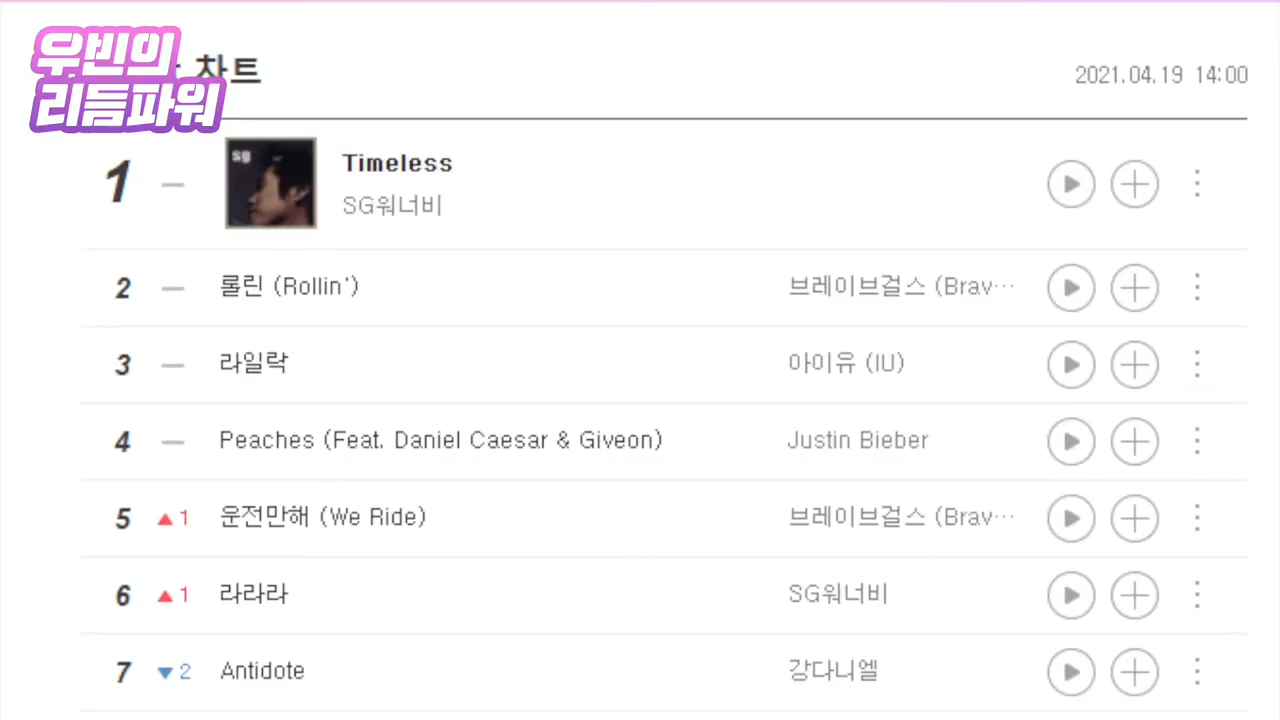 우빈의
리듬파워
차트
2021.04.19 14:00
1
sg
Timeless
SG워너비
2 롤린 (Rollin') 브레이브걸스 (Brav…
3 라일락 아이유 (IU)
4 Peaches (Feat. Daniel Caesar & Giveon) Justin Bieber
5 1 운전만해 (We Ride) 브레이브걸스 (Brav…
6 1 라라라 SG워너비
7 2 Antidote 강다니엘